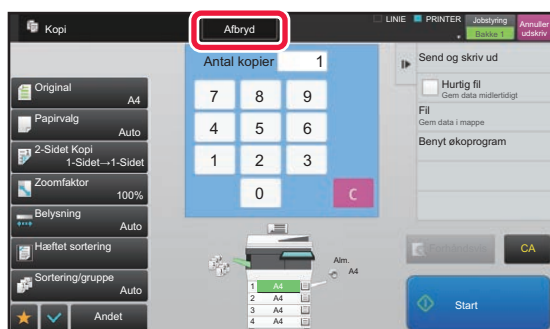 Kopi
Afbryd
LINIE
PRINTER
Jobstyring
Bakke 1
Annuller
udskriv
Antal kopier
1
7 8 9
4 5 6
1 2 3
0 C
Original
A4
Papirvalg
Auto
2-Sidet Kopi
1-Sidet→1-Sidet
Zoomfaktor
100%
Belysning
Auto
Hæftet sortering
Sortering/gruppe
Auto
Andet
Alm.
A4
1 A4
2 A4
3 A4
4 A4
Send og skriv ud
Hurtig fil
Gem data midlertidigt
Fil
Gem data i mappe
Benyt økoprogram
CA
Start